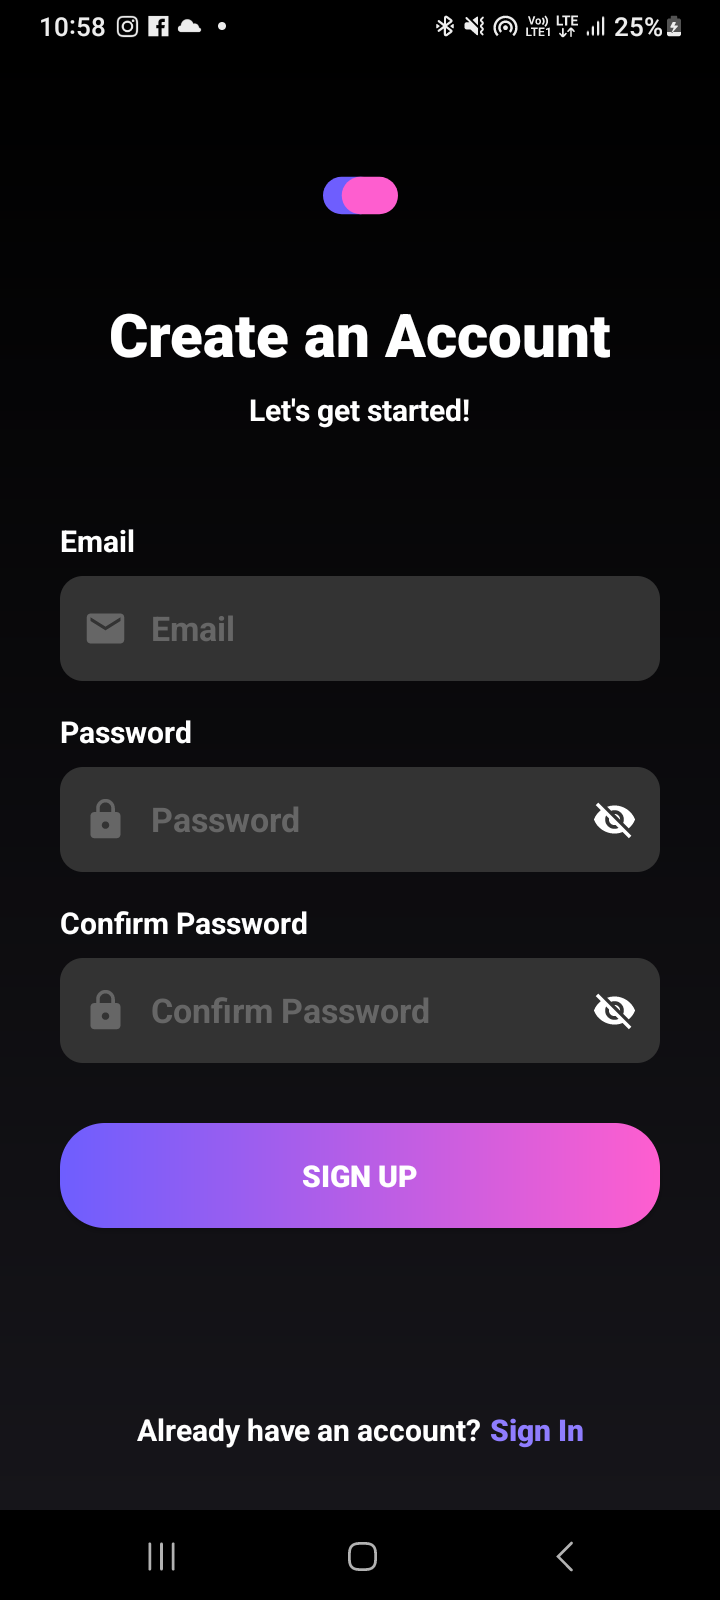 10:58 Vo)) LTE1 LTE 25%
Create an Account
Let's get started!
Email
Email
Password
Password
Confirm Password
Confirm Password
SIGN UP
Already have an account? Sign In